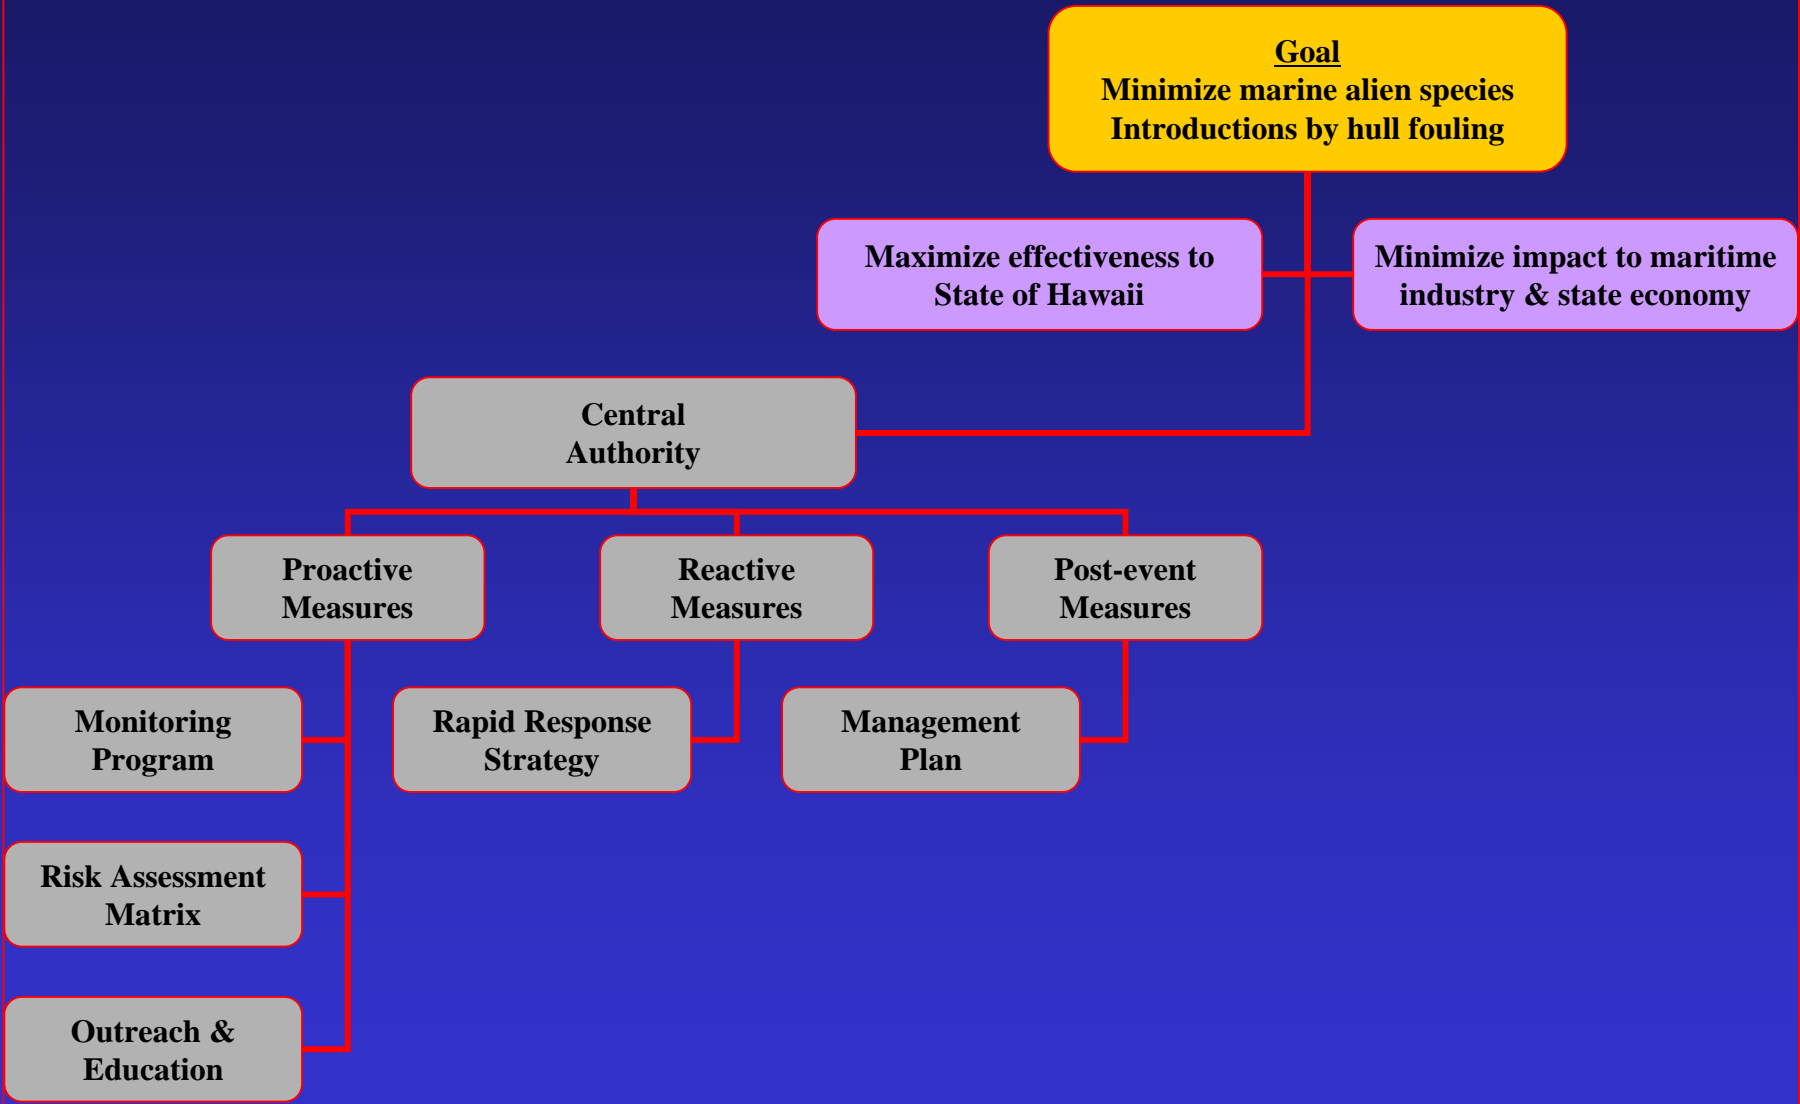 Goal
Minimize marine alien species
Introductions by hull fouling
Maximize effectiveness to
State of Hawaii
Minimize impact to maritime
industry & state economy
Central
Authority
Proactive
Measures
Reactive
Measures
Post-event
Measures
Monitoring
Program
Rapid Response
Strategy
Management
Plan
Risk Assessment
Matrix
Outreach &
Education